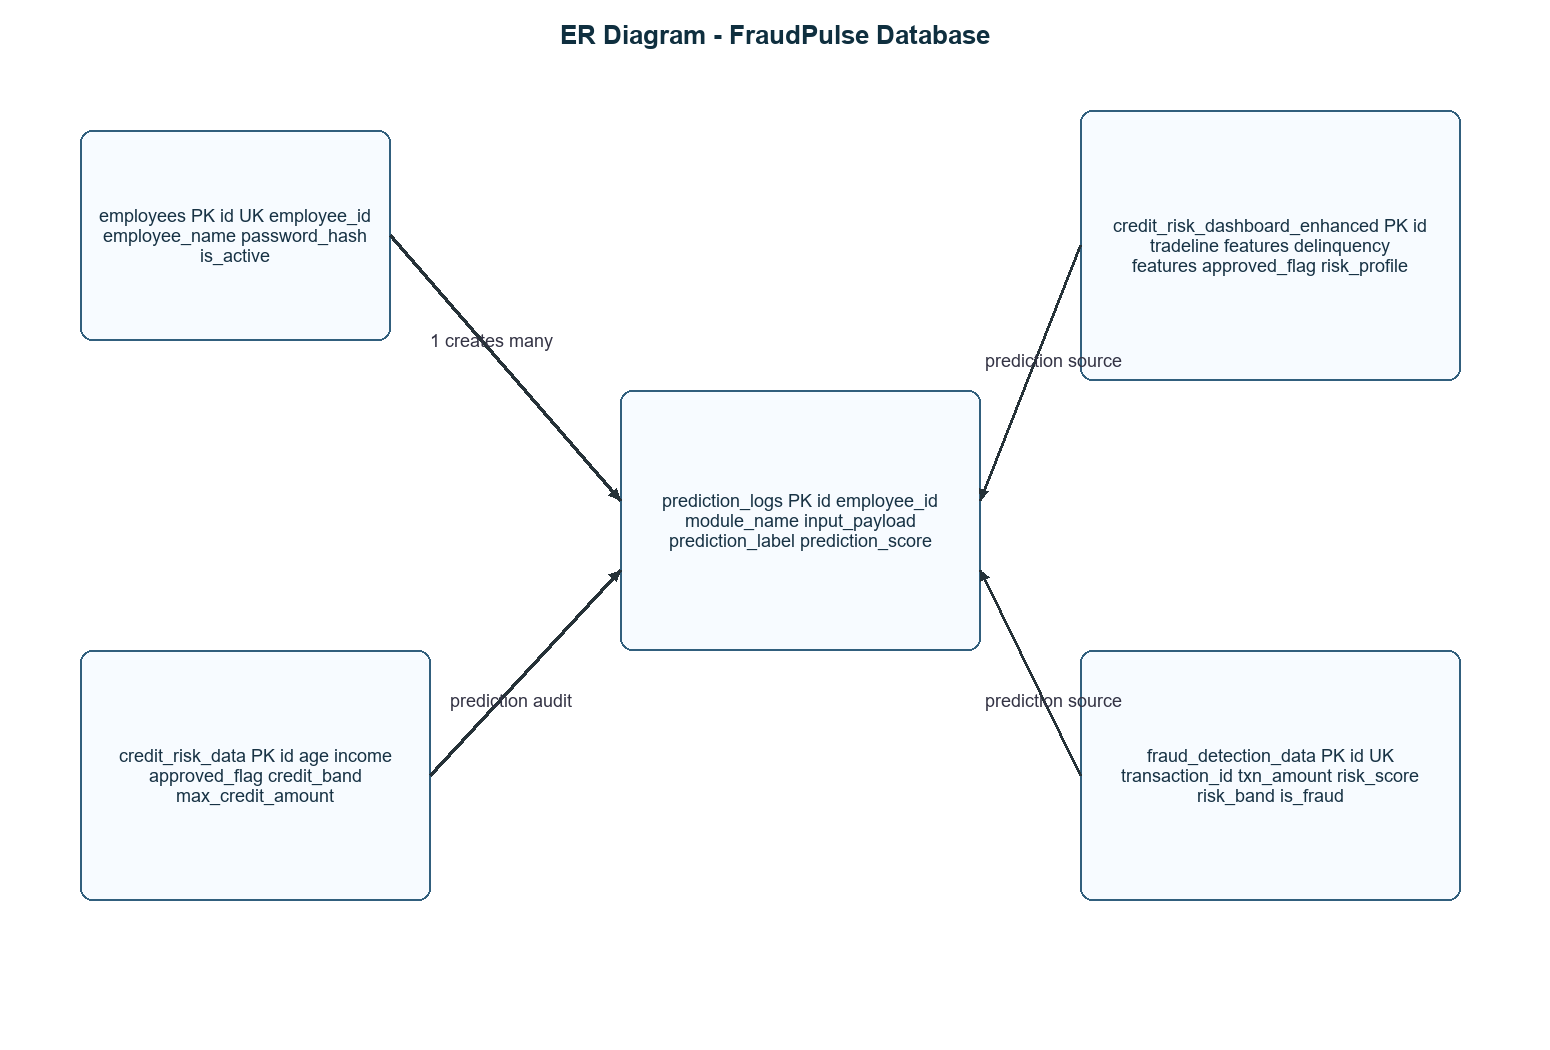 ER Diagram - FraudPulse Database
employees PK id UK employee_id
employee_name password_hash
is_active
credit_risk_dashboard_enhanced PK id
tradeline features delinquency
features approved_flag risk_profile
1 creates many
prediction source
prediction_logs PK id employee_id
module_name input_payload
prediction_label prediction_score
prediction audit
prediction source
credit_risk_data PK id age income
approved_flag credit_band
max_credit_amount
fraud_detection_data PK id UK
transaction_id txn_amount risk_score
risk_band is_fraud